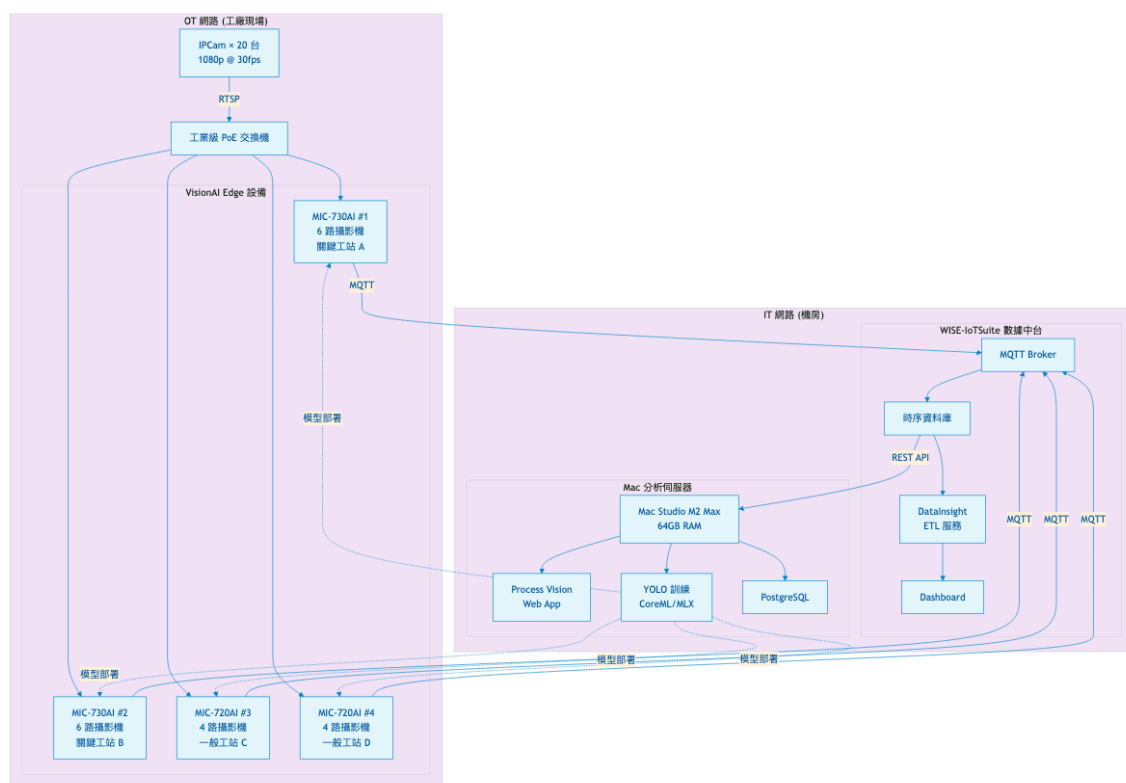 OT 網路 (工廠現場)
IPCam × 20 台
1080p @ 30fps
RTSP
工業級 PoE 交換機
VisionAI Edge 設備
MIC-730AI #1
6 路攝影機
關鍵工站 A
MQTT
模型部署
IT 網路 (機房)
WISE-IoTSuite 數據中台
MQTT Broker
時序資料庫
REST API
Mac 分析伺服器
Mac Studio M2 Max
64GB RAM
DataInsight
ETL 服務
MQTT
MQTT
MQTT
Process Vision
Web App
YOLO 訓練
CoreML/MLX
PostgreSQL
Dashboard
模型部署
模型部署
模型部署
MIC-730AI #2
6 路攝影機
關鍵工站 B
MIC-720AI #3
4 路攝影機
一般工站 C
MIC-720AI #4
4 路攝影機
一般工站 D